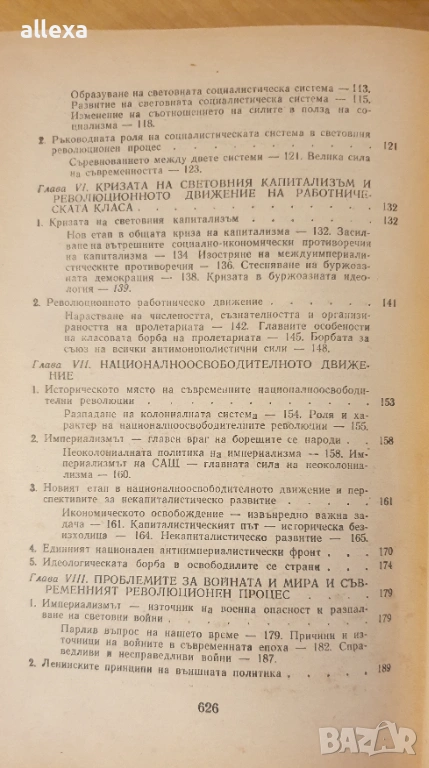 allexa
Образуване на световната социалистическа система — 113.
Развитие на световната социалистическа система — 115.
Изменение на съотношението на силите в полза на со-
циализма — 118.
2. Ръководната роля на социалистическата система в световния
революционен процес . . . . . . . 121
Съревнованието между двете системи — 121. Велика сила
на съвременността — 123.
Глава VI. КРИЗАТА НА СВЕТОВНИЯ КАПИТАЛИЗЪМ И
РЕВОЛЮЦИОННОТО ДВИЖЕНИЕ НА РАБОТНИЧЕ-
СКАТА КЛАСА . . . . . . . . 132
1. Кризата на световния капитализъм . . . . . 132
Нов етап в общата криза на капитализма — 132. Засил-
ване на вътрешните социално-икономически противоречия
на капитализма — 134. Изостряне на междуимпериали-
стическите противоречия — 136. Стесняване на буржоаз-
ната демокрация — 138. Кризата в буржоазната идео-
логия — 139.
2. Революционното работническо движение . . . . 141
Нарастване на числеността, съзнателността и организи-
раността на пролетариата — 142. Главните особености
на класовата борба на пролетариата — 145. Борбата за
съюз на всички антимонополистични сили — 148.
Глава VII. НАЦИОНАЛНООСВОБОДИТЕЛНОТО ДВИЖЕ-
НИЕ
1. Историческото място на съвременните националноосвободи-
телни революции . . . . . . . 153
Разпадане на колониалната система — 154. Роля и ха-
рактер на националноосвободителните революции — 155.
2. Империализмът — главен враг на борещите се народи . 158
Неоколониалната политика на империализма — 158. Им-
периализмът на САЩ — главната сила на неоколони-
ализма — 160.
3. Новият етап в националноосвободителното движение и пер-
спективите за некапиталистическо развитие . . . . 161
Икономическото освобождение — извънредно важна за-
дача — 161. Капиталистическият път — историческа без-
изходица — 164. Некапиталистическо развитие — 165.
4. Единният национален антиимпериалистически фронт . . 170
5. Идеологическата борба в освободилите се страни . . 174
Глава VIII. ПРОБЛЕМИТЕ ЗА ВОЙНАТА И МИРА И СЪВ-
РЕМЕННИЯТ РЕВОЛЮЦИОНЕН ПРОЦЕС . . . . 179
1. Империализмът — източник на военна опасност и разпал-
ване на световни войни . . . . . . 179
Парлив въпрос на нашето време — 179. Причини и из-
точници на войните в съвременната епоха — 182. Спра-
ведливи и несправедливи войни — 187.
2. Ленинските принципи на външната политика . . . 189
626
BAZAR